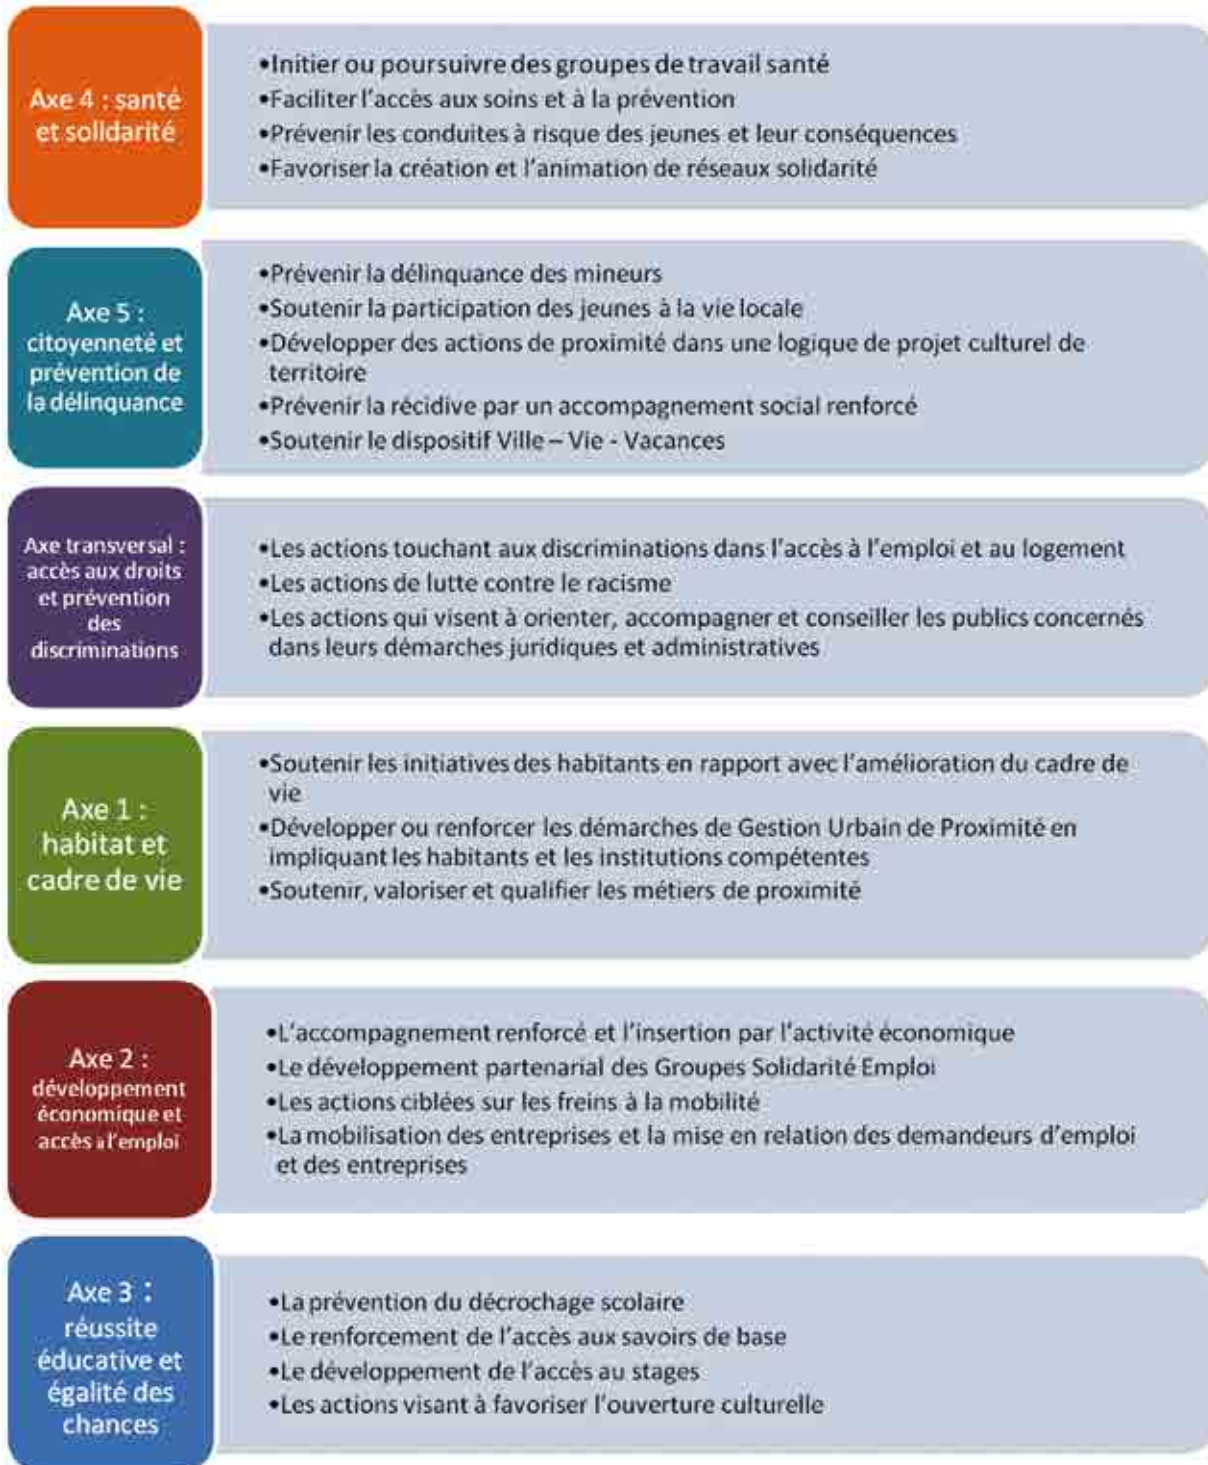 Axe 4 : santé
et solidarité
•Initier ou poursuivre des groupes de travail santé
•Faciliter l'accès aux soins et à la prévention
•Prévenir les conduites à risque des jeunes et leur conséquences
•Favoriser la création et l'animation de réseaux solidarité
Axe 5 :
citoyenneté et
prévention de
la délinquance
•Prévenir la délinquance des mineurs
•Soutenir la participation des jeunes à la vie locale
•Développer des actions de proximité dans une logique de projet culturel de
territoire
•Prévenir la récidive par un accompagnement social renforcé
•Soutenir le dispositif Ville – Vie - Vacances
Axe transversal :
accès aux droits
et prévention
des
discriminations
•Les actions touchant aux discriminations dans l'accès à l'emploi et au logement
•Les actions de lutte contre le racisme
•Les actions qui visent à orienter, accompagner et conseiller les publics concernés
dans leurs démarches juridiques et administratives
Axe 1 :
habitat et
cadre de vie
•Soutenir les initiatives des habitants en rapport avec l'amélioration du cadre de
vie
•Développer ou renforcer les démarches de Gestion Urbain de Proximité en
impliquant les habitants et les institutions compétentes
•Soutenir, valoriser et qualifier les métiers de proximité
Axe 2 :
développement
économique et
accès à l'emploi
•L'accompagnement renforcé et l'insertion par l'activité économique
•Le développement partenarial des Groupes Solidarité Emploi
•Les actions ciblées sur les freins à la mobilité
•La mobilisation des entreprises et la mise en relation des demandeurs d'emploi
et des entreprises
Axe 3 :
réussite
éducative et
égalité des
chances
•La prévention du décrochage scolaire
•Le renforcement de l'accès aux savoirs de base
•Le développement de l'accès au stages
•Les actions visant à favoriser l'ouverture culturelle